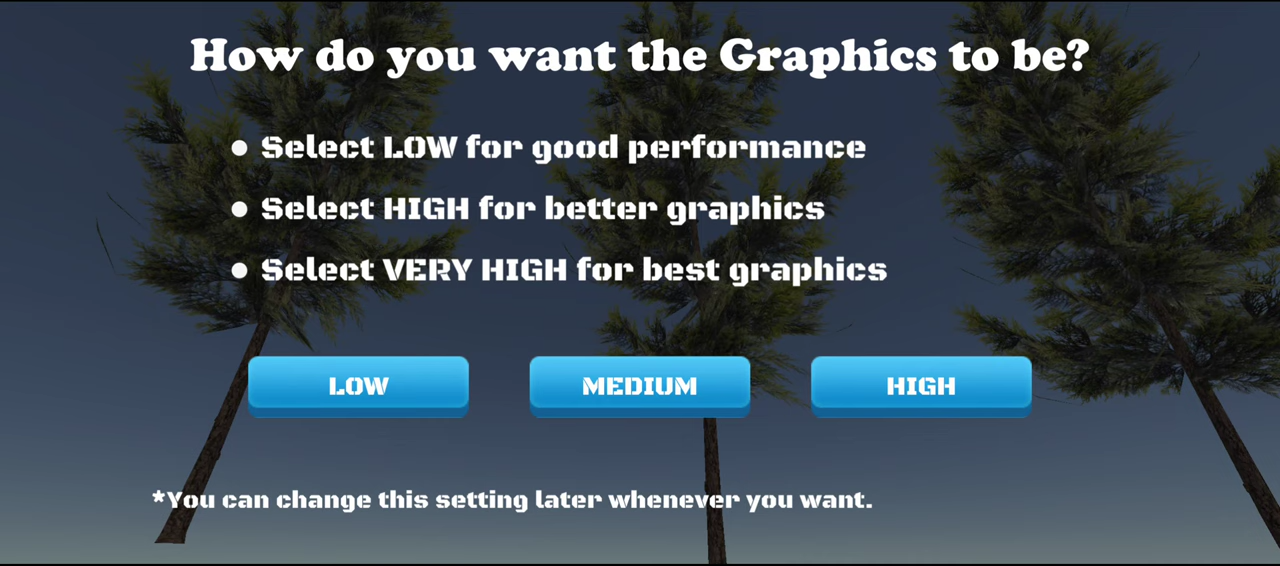 How do you want the Graphics to be?
● Select LOW for good performance
● Select HIGH for better graphics
● Select VERY HIGH for best graphics
LOW MEDIUM HIGH
*You can change this setting later whenever you want.